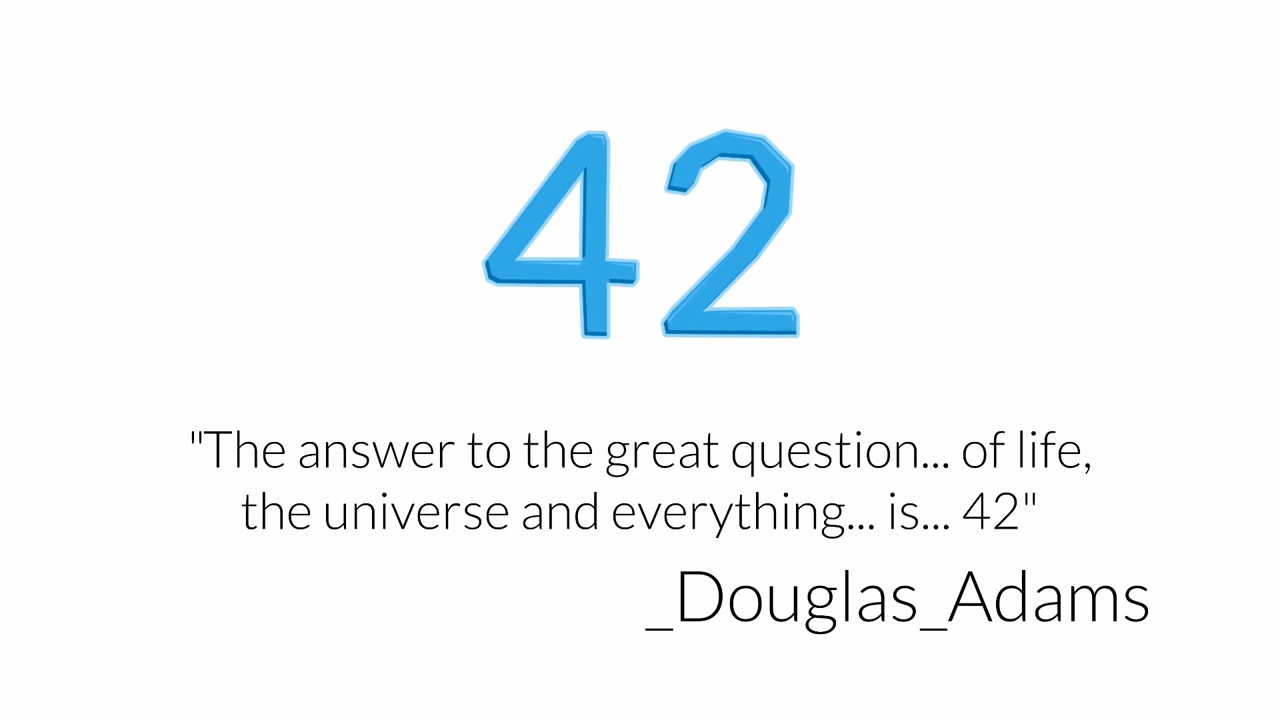 42
"The answer to the great question... of life,
the universe and everything... is... 42"
_Douglas_Adams